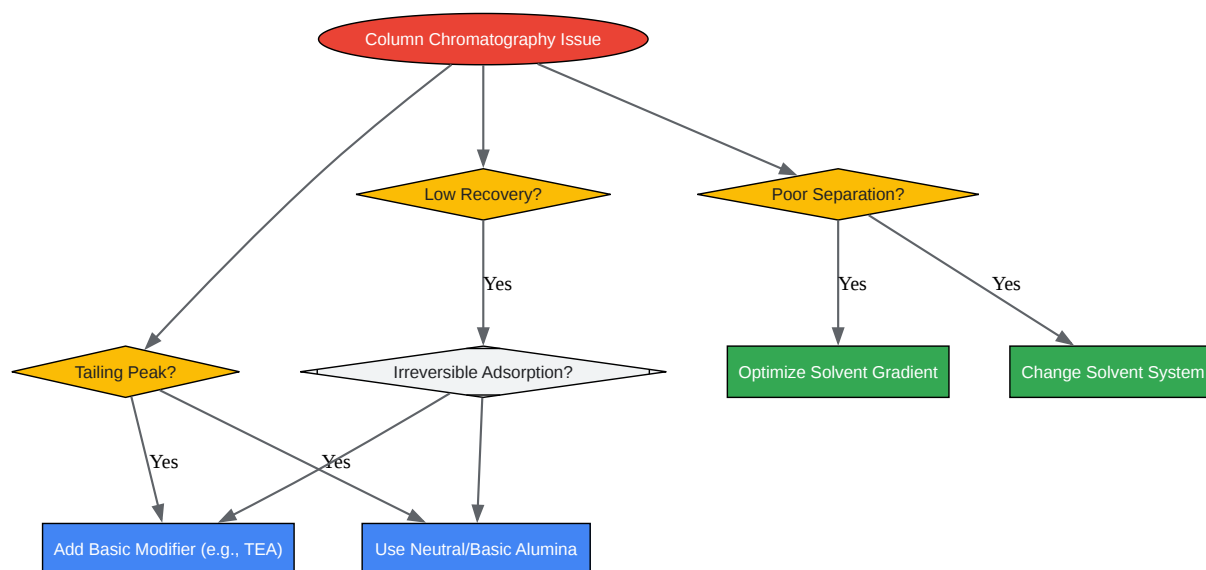 Column Chromatography Issue
Low Recovery?
Poor Separation?
Yes
Yes
Yes
Tailing Peak?
Irreversible Adsorption?
Optimize Solvent Gradient
Change Solvent System
Yes
Yes
Add Basic Modifier (e.g., TEA)
Use Neutral/Basic Alumina